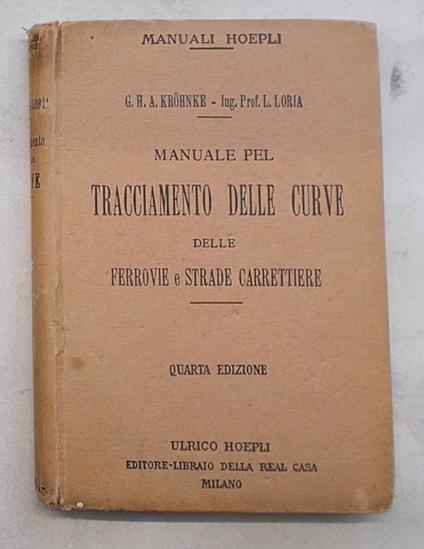 MANUALI HOEPLI
G. H. A. KRÖHNKE - Ing. Prof. L. LORIA
MANUALE PEL
TRACCIAMENTO DELLE CURVE
DELLE
FERROVIE e STRADE CARRETTIERE
QUARTA EDIZIONE
ULRICO HOEPLI
EDITORE-LIBRAIO DELLA REAL CASA
MILANO